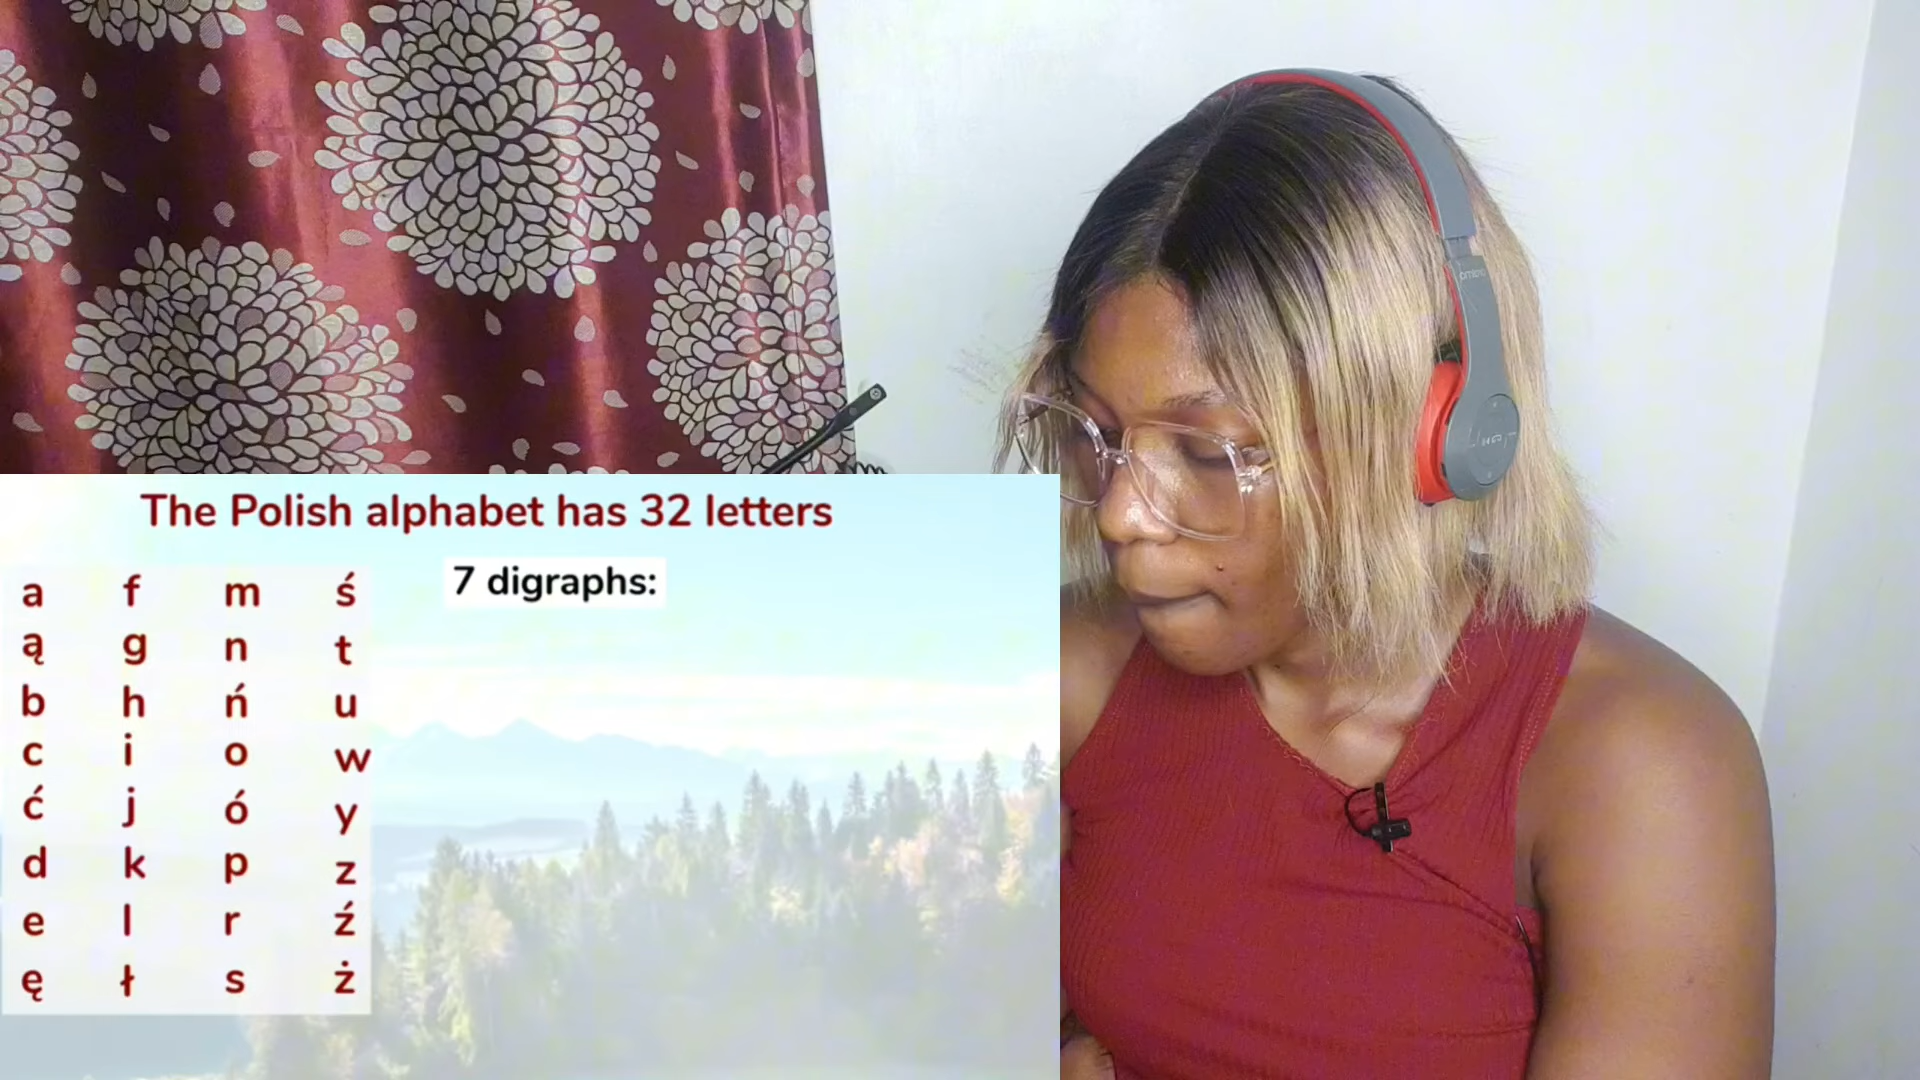 The Polish alphabet has 32 letters
7 digraphs:
a f m ś
ą g n t
b h ń u
c i o w
ć j ó y
d k p z
e l r ź
ę ł s ż